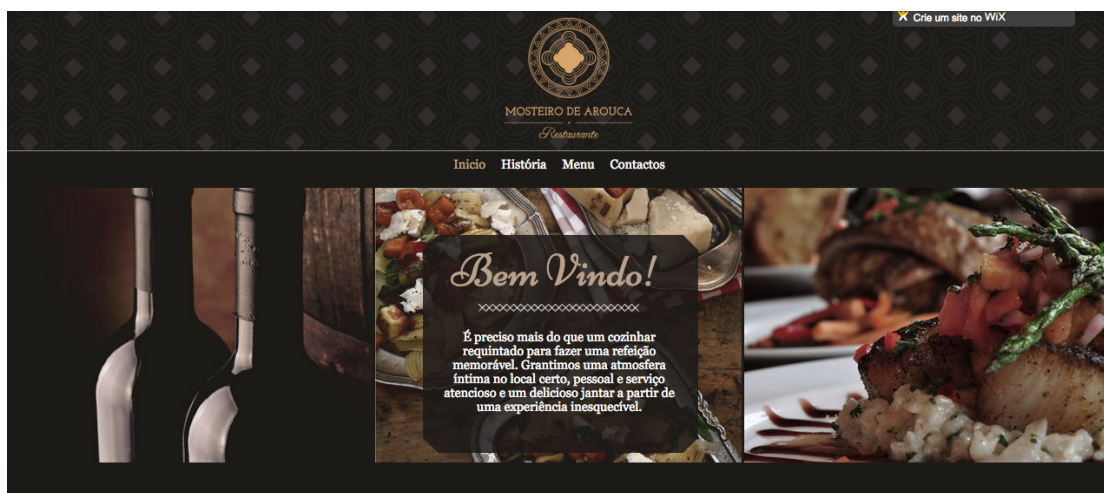 Crie um site no WiX
MOSTEIRO DE AROUCA
Restaurante
Inicio História Menu Contactos
Bem Vindo!
É preciso mais do que um cozinhar
requintado para fazer uma refeição
memorável. Grantimos uma atmosfera
íntima no local certo, pessoal e serviço
atencioso e um delicioso jantar a partir de
uma experiência inesquecível.